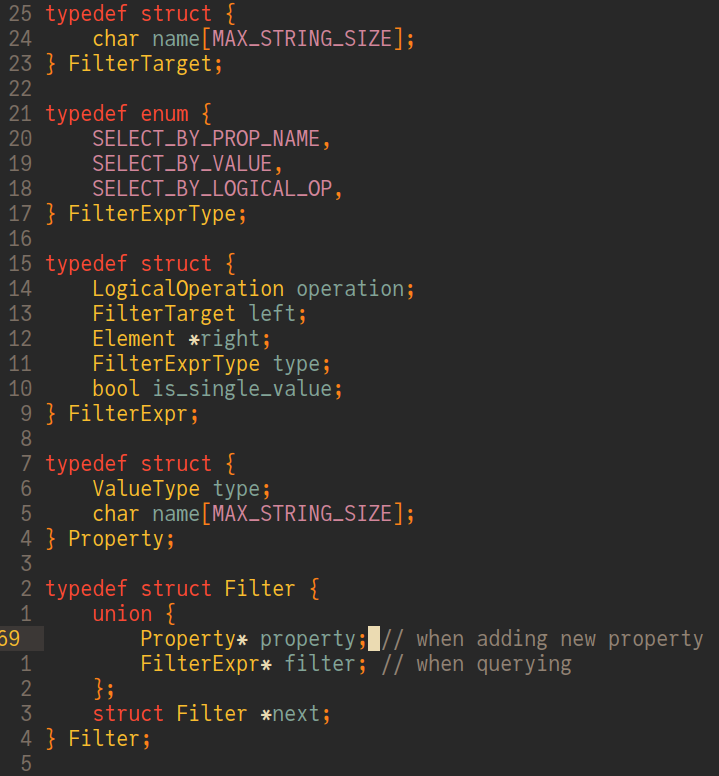 25 typedef struct {
24     char name[MAX_STRING_SIZE];
23 } FilterTarget;
22
21 typedef enum {
20     SELECT_BY_PROP_NAME,
19     SELECT_BY_VALUE,
18     SELECT_BY_LOGICAL_OP,
17 } FilterExprType;
16
15 typedef struct {
14     LogicalOperation operation;
13     FilterTarget left;
12     Element *right;
11     FilterExprType type;
10     bool is_single_value;
 9 } FilterExpr;
 8
 7 typedef struct {
 6     ValueType type;
 5     char name[MAX_STRING_SIZE];
 4 } Property;
 3
 2 typedef struct Filter {
 1     union {
69         Property* property; // when adding new property
 1         FilterExpr* filter; // when querying
 2     };
 3     struct Filter *next;
 4 } Filter;
 5